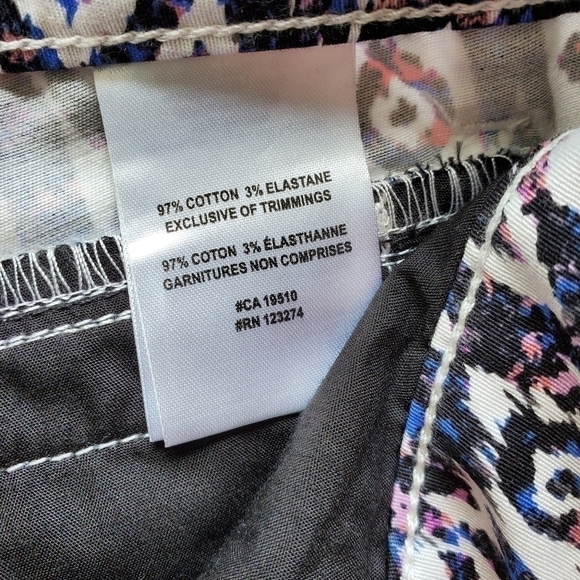 97% COTTON 3% ELASTANE
EXCLUSIVE OF TRIMMINGS
97% COTON 3% ÉLASTHANNE
GARNITURES NON COMPRISES
#CA 19510
#RN 123274